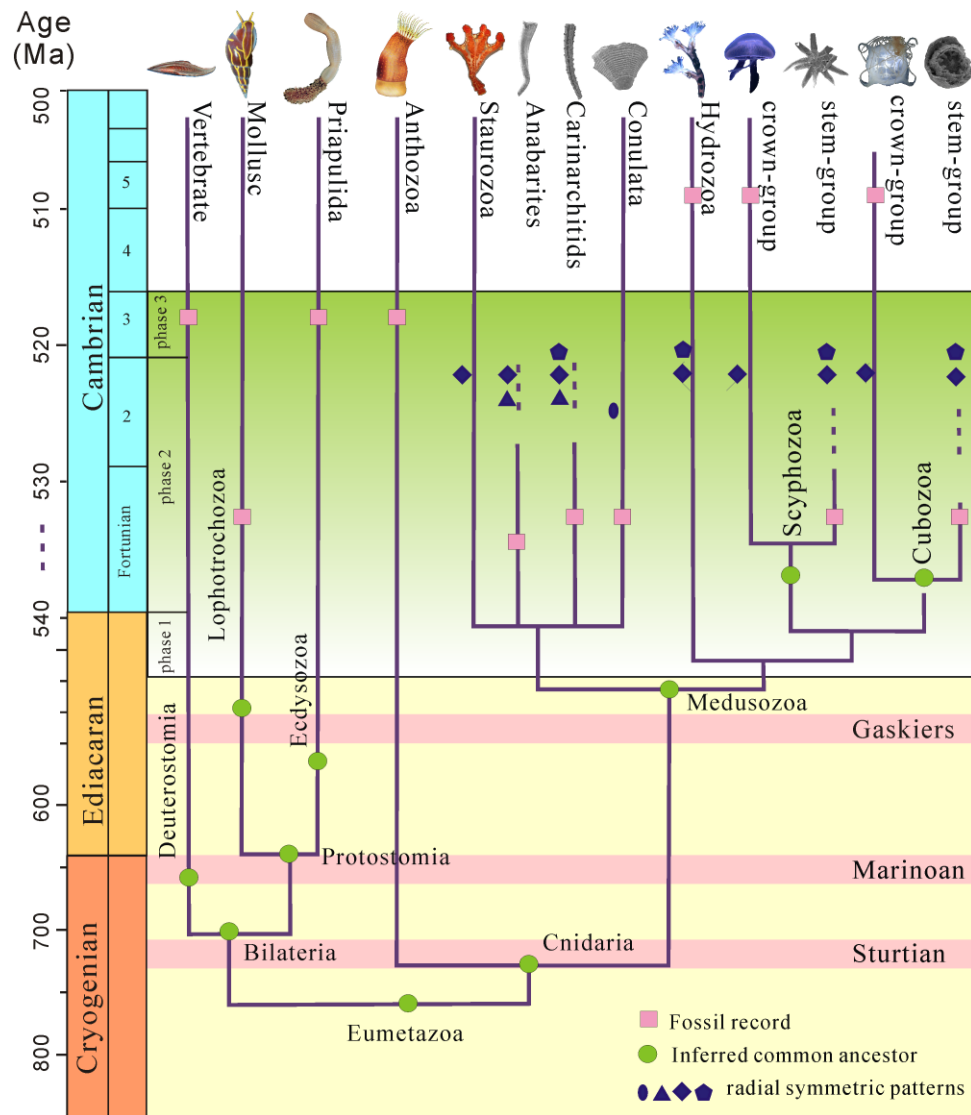 Age
(Ma)
500
510
520
530
540
600
700
800
Cambrian
Ediacaran
Cryogenian
5
4
3
2
Fortunian
phase 3
phase 2
phase 1
Vertebrate
Mollusc
Priapulida
Anthozoa
Staurozoa
Anabarites
Carinarchitids
Conulata
Hydrozoa
crown-group
stem-group
crown-group
stem-group
Lophotrochozoa
Scyphozoa
Cubozoa
Deuterostomia
Ecdysozoa
Medusozoa
Gaskiers
Protostomia
Marinoan
Bilateria
Cnidaria
Sturtian
Eumetazoa
Fossil record
Inferred common ancestor
radial symmetric patterns